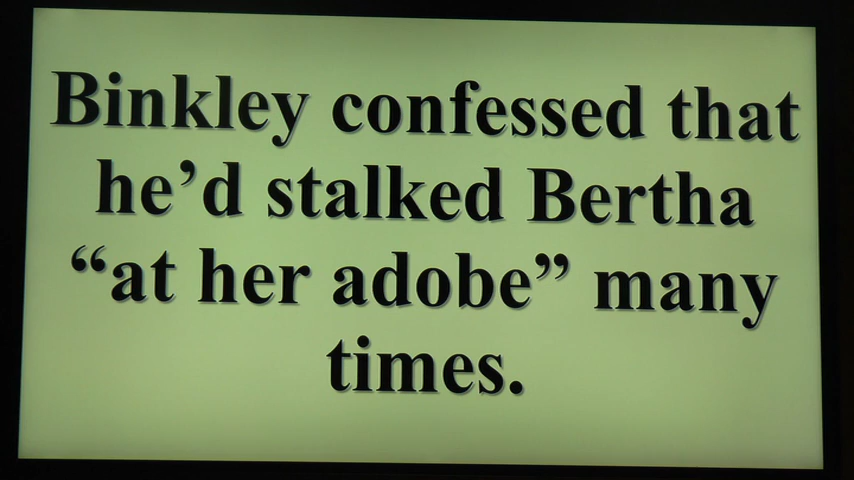 Binkley confessed that
he’d stalked Bertha
“at her adobe” many
times.